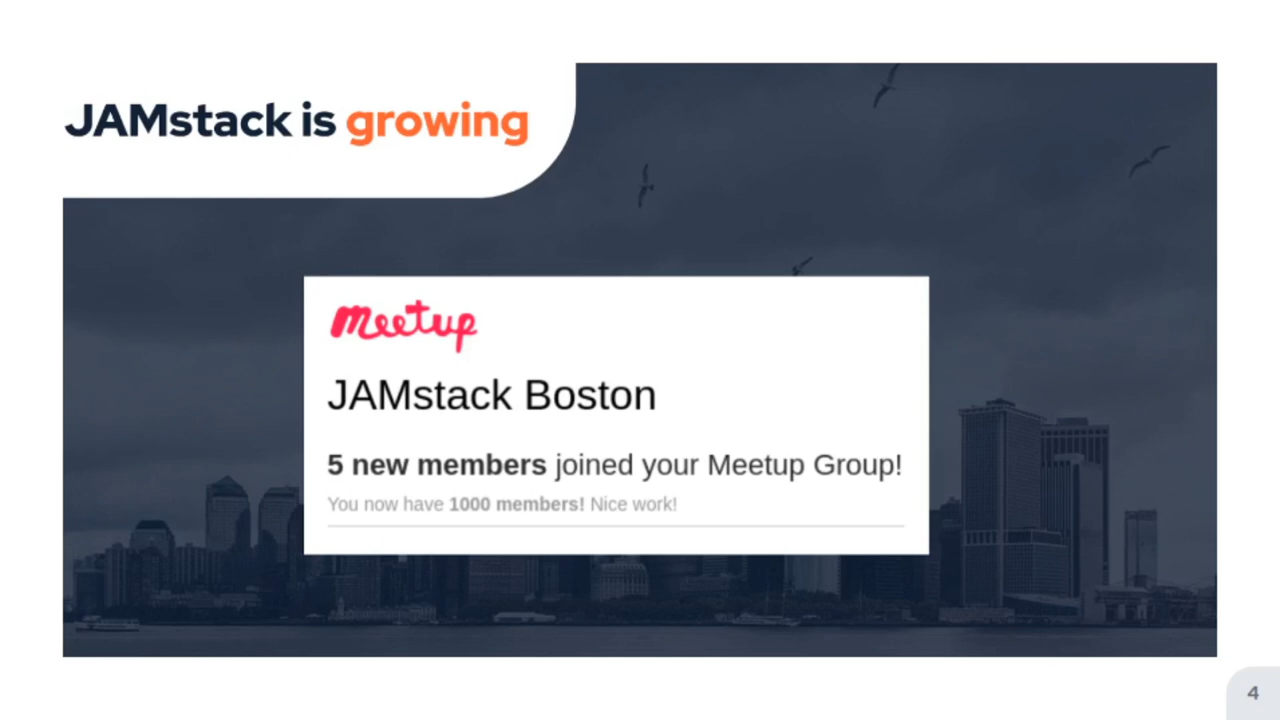 JAMstack is growing
Meetup
JAMstack Boston
5 new members joined your Meetup Group!
You now have 1000 members! Nice work!
4